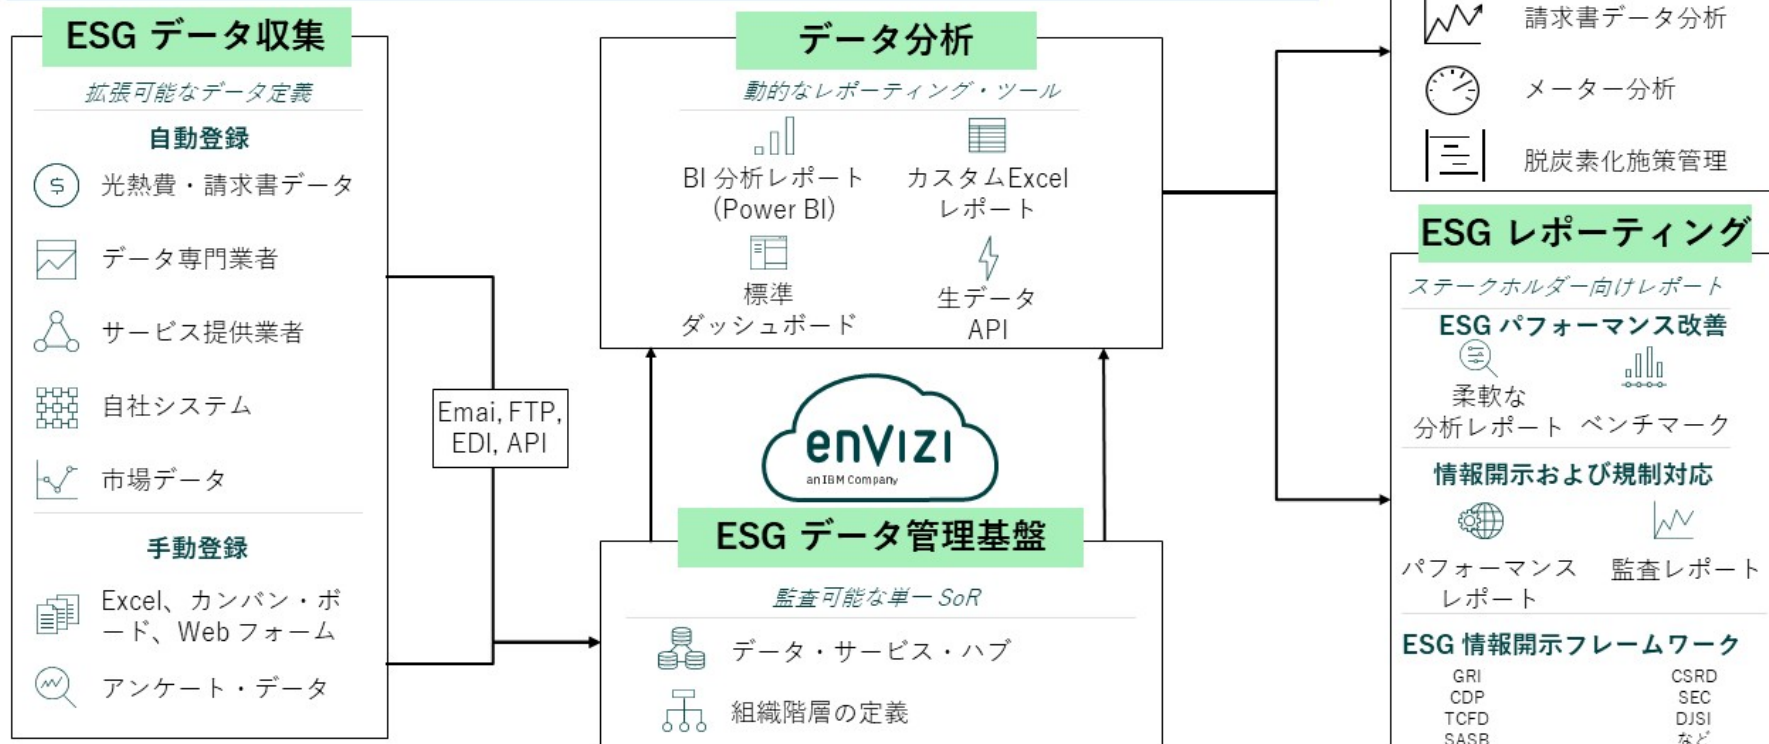 ESG データ収集
拡張可能なデータ定義
自動登録
光熱費・請求書データ
データ専門業者
サービス提供業者
自社システム
市場データ
手動登録
Excel、カンバン・ボ
ード、Web フォーム
アンケート・データ
Emai, FTP,
EDI, API
データ分析
動的なレポーティング・ツール
BI 分析レポート
(Power BI)
カスタムExcel
レポート
標準
ダッシュボード
生データ
API
enVIZI
an IBM Company
ESG データ管理基盤
監査可能な単一 SoR
データ・サービス・ハブ
組織階層の定義
請求書データ分析
メーター分析
脱炭素化施策管理
ESG レポーティング
ステークホルダー向けレポート
ESG パフォーマンス改善
柔軟な
分析レポート
ベンチマーク
情報開示および規制対応
パフォーマンス
レポート
監査レポート
ESG 情報開示フレームワーク
GRI
CDP
TCFD
SASB
CSRD
SEC
DJSI
など